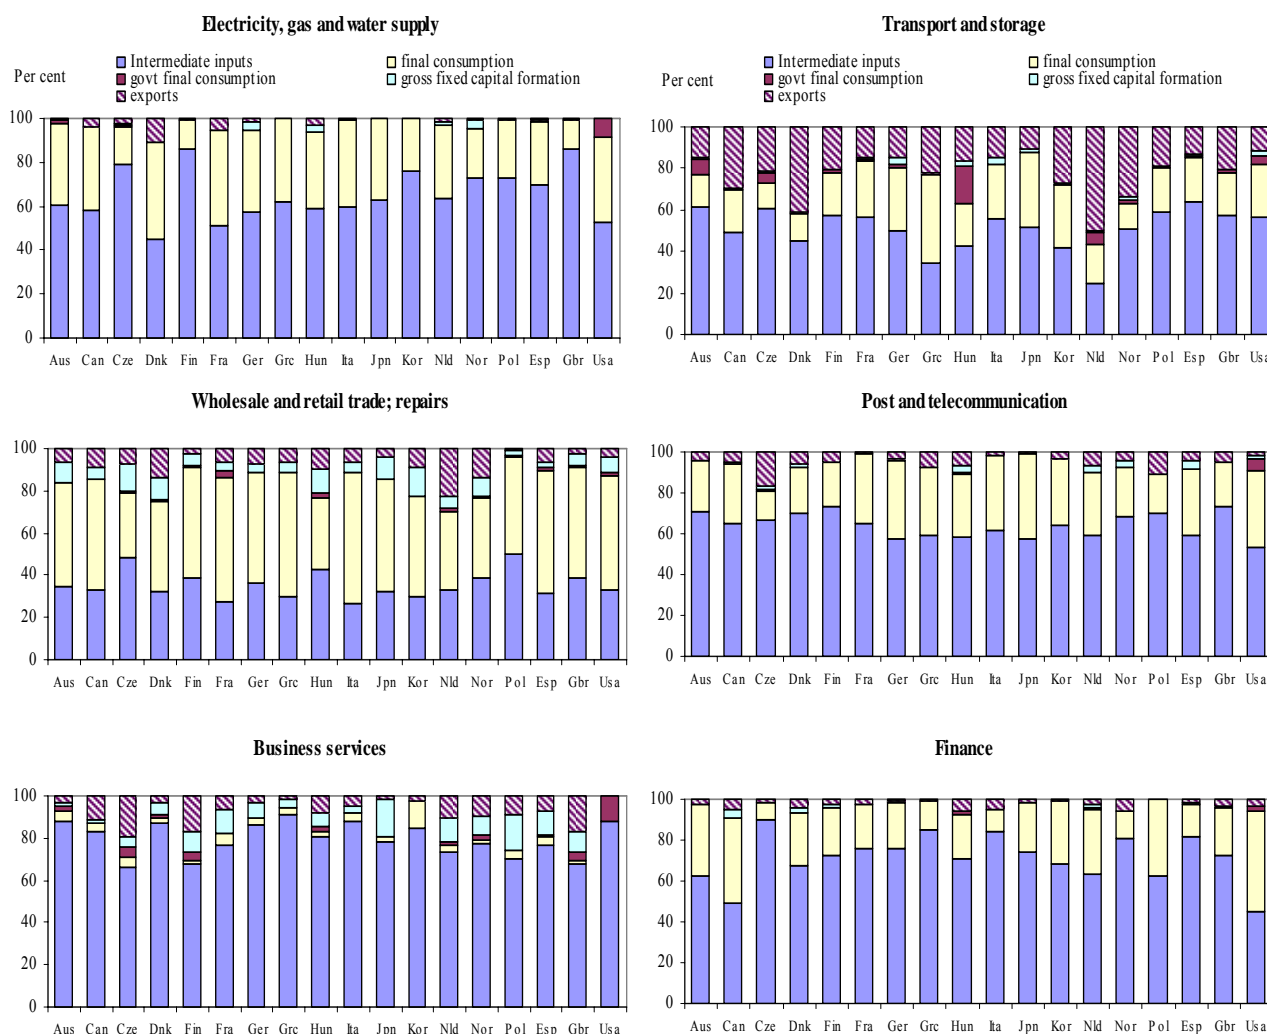 Electricity, gas and water supply
Per cent
Intermediate inputs
final consumption
govt final consumption
gross fixed capital formation
exports
100
80
60
40
20
0
Aus Can Cze Dnk Fin Fra Ger Grc Hun Ita Jpn Kor Nld Nor Pol Esp Gbr Usa
Transport and storage
Per cent
Intermediate inputs
final consumption
govt final consumption
gross fixed capital formation
exports
100
80
60
40
20
0
Aus Can Cze Dnk Fin Fra Ger Grc Hun Ita Jpn Kor Nld Nor Pol Esp Gbr Usa
Wholesale and retail trade; repairs
100
80
60
40
20
0
Aus Can Cze Dnk Fin Fra Ger Grc Hun Ita Jpn Kor Nld Nor Pol Esp Gbr Usa
Post and telecommunication
100
80
60
40
20
0
Aus Can Cze Dnk Fin Fra Ger Grc Hun Ita Jpn Kor Nld Nor Pol Esp Gbr Usa
Business services
100
80
60
40
20
0
Aus Can Cze Dnk Fin Fra Ger Grc Hun Ita Jpn Kor Nld Nor Pol Esp Gbr Usa
Finance
100
80
60
40
20
0
Aus Can Cze Dnk Fin Fra Ger Grc Hun Ita Jpn Kor Nld Nor Pol Esp Gbr Usa